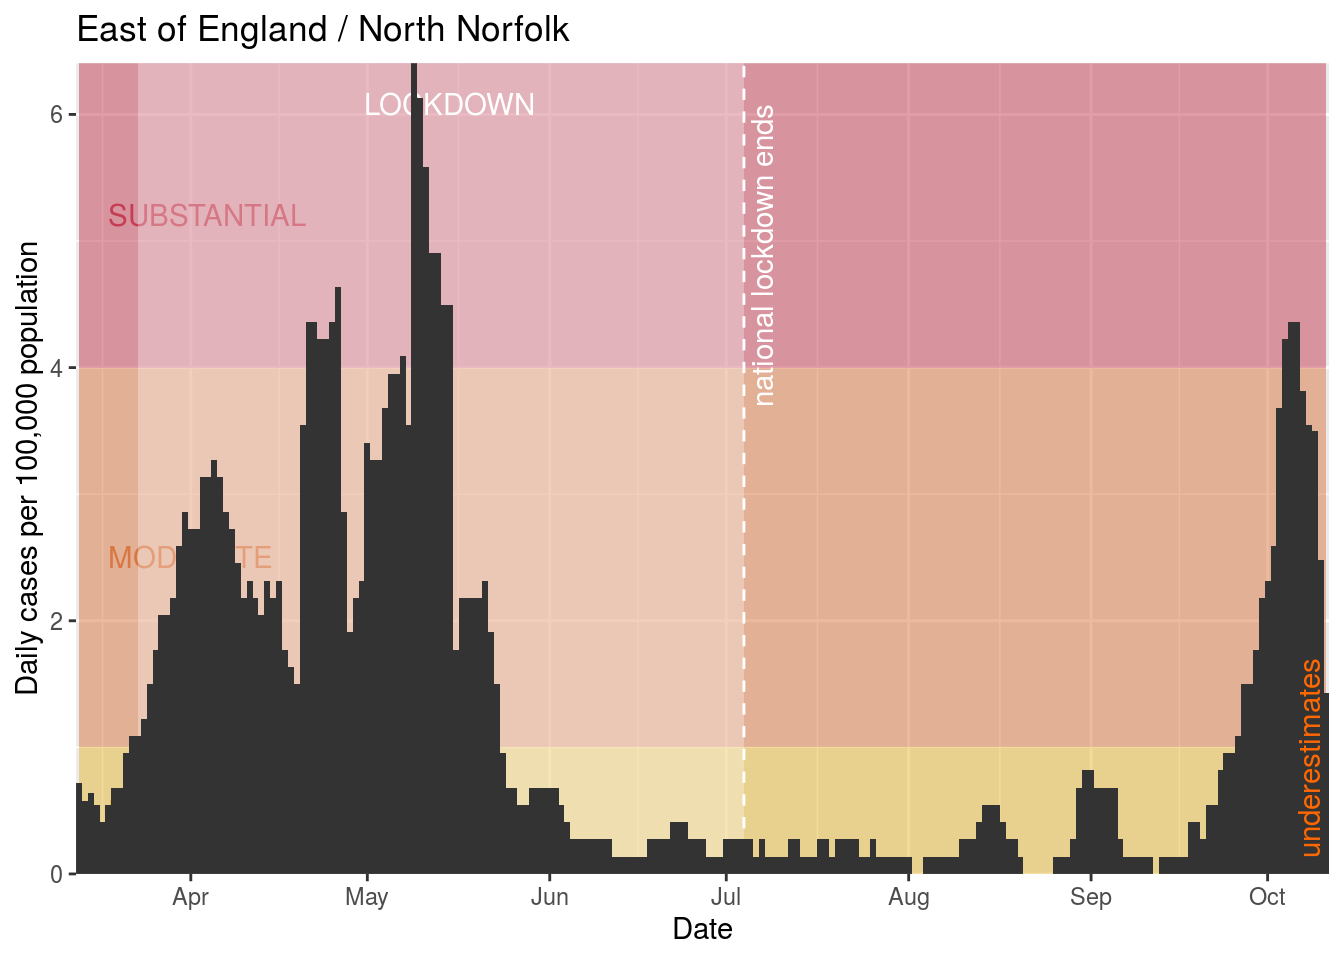 East of England / North Norfolk
LOCKDOWN
SUBSTANTIAL
national lockdown ends
MODERATE
underestimates
Daily cases per 100,000 population
6
4
2
0
Apr May Jun Jul Aug Sep Oct
Date